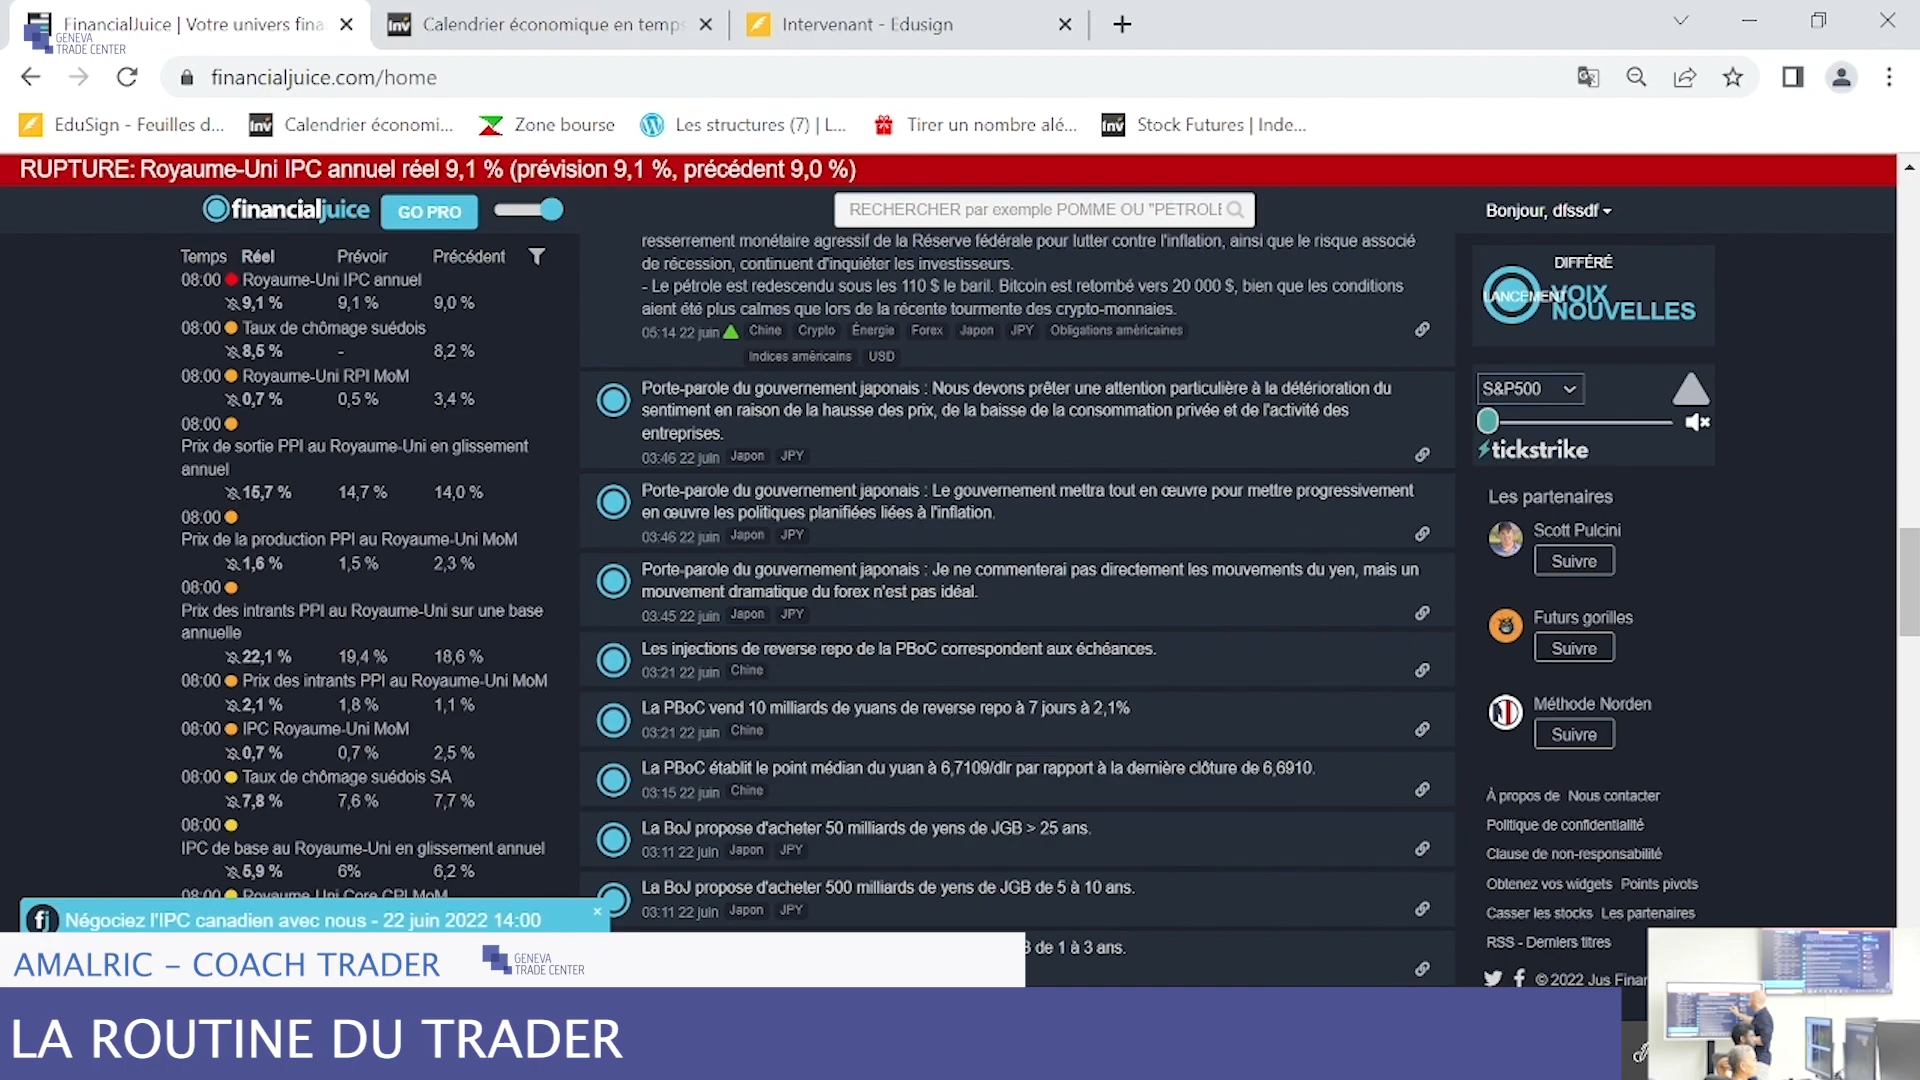 FinancialJuice | Votre univers fina
Calendrier économique en temps
Intervenant - Edusign
GENEVA
TRADE CENTER
financialjuice.com/home
EduSign - Feuilles d...
Calendrier économi...
Zone bourse
Les structures (7) | L...
Tirer un nombre alé...
Stock Futures | Inde...
RUPTURE: Royaume-Uni IPC annuel réel 9,1 % (prévision 9,1 %, précédent 9,0 %)
financialjuice
GO PRO
RECHERCHER par exemple POMME OU "PETROLE
Bonjour, dfssdf
Temps Réel Prévoir Précédent
08:00 Royaume-Uni IPC annuel
9,1 % 9,1 % 9,0 %
08:00 Taux de chômage suédois
8,5 % - 8,2 %
08:00 Royaume-Uni RPI MoM
0,7 % 0,5 % 3,4 %
08:00
Prix de sortie PPI au Royaume-Uni en glissement
annuel
15,7 % 14,7 % 14,0 %
08:00
Prix de la production PPI au Royaume-Uni MoM
1,6 % 1,5 % 2,3 %
08:00
Prix des intrants PPI au Royaume-Uni sur une base
annuelle
22,1 % 19,4 % 18,6 %
08:00 Prix des intrants PPI au Royaume-Uni MoM
2,1 % 1,8 % 1,1 %
08:00 IPC Royaume-Uni MoM
0,7 % 0,7 % 2,5 %
08:00 Taux de chômage suédois SA
7,8 % 7,6 % 7,7 %
08:00
IPC de base au Royaume-Uni en glissement annuel
5,9 % 6% 6,2 %
08:00 Royaume-Uni Core CPI MoM
Négociez l'IPC canadien avec nous - 22 juin 2022 14:00
resserrement monétaire agressif de la Réserve fédérale pour lutter contre l'inflation, ainsi que le risque associé
de récession, continuent d'inquiéter les investisseurs.
- Le pétrole est redescendu sous les 110 $ le baril. Bitcoin est retombé vers 20 000 $, bien que les conditions
aient été plus calmes que lors de la récente tourmente des crypto-monnaies.
05:14 22 juin Chine Crypto Énergie Forex Japon JPY Obligations américaines
Indices américains USD
Porte-parole du gouvernement japonais : Nous devons prêter une attention particulière à la détérioration du
sentiment en raison de la hausse des prix, de la baisse de la consommation privée et de l'activité des
entreprises.
03:46 22 juin Japon JPY
Porte-parole du gouvernement japonais : Le gouvernement mettra tout en œuvre pour mettre progressivement
en œuvre les politiques planifiées liées à l'inflation.
03:46 22 juin Japon JPY
Porte-parole du gouvernement japonais : Je ne commenterai pas directement les mouvements du yen, mais un
mouvement dramatique du forex n'est pas idéal.
03:45 22 juin Japon JPY
Les injections de reverse repo de la PBoC correspondent aux échéances.
03:21 22 juin Chine
La PBoC vend 10 milliards de yuans de reverse repo à 7 jours à 2,1%
03:21 22 juin Chine
La PBoC établit le point médian du yuan à 6,7109/dlr par rapport à la dernière clôture de 6,6910.
03:15 22 juin Chine
La BoJ propose d'acheter 50 milliards de yens de JGB > 25 ans.
03:11 22 juin Japon JPY
La BoJ propose d'acheter 500 milliards de yens de JGB de 5 à 10 ans.
03:11 22 juin Japon JPY
de 1 à 3 ans.
DIFFÉRÉ
LANCEMENT
VOIX
NOUVELLES
S&P500
tickstrike
Les partenaires
Scott Pulcini
Suivre
Futurs gorilles
Suivre
Méthode Norden
Suivre
À propos de Nous contacter
Politique de confidentialité
Clause de non-responsabilité
Obtenez vos widgets Points pivots
Casser les stocks Les partenaires
RSS - Derniers titres
© 2022 Jus Finan
AMALRIC – COACH TRADER
GENEVA
TRADE CENTER
LA ROUTINE DU TRADER